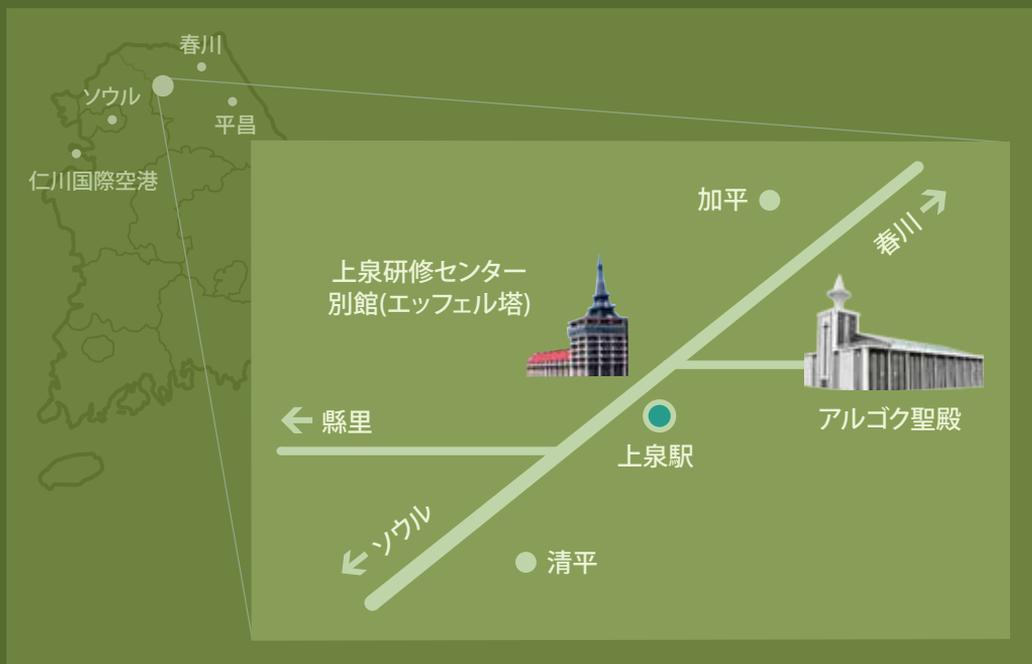 春川
ソウル
平昌
仁川国際空港
加平
春川
上泉研修センター
別館(エッフェル塔)
アルゴク聖殿
縣里
上泉駅
ソウル
清平